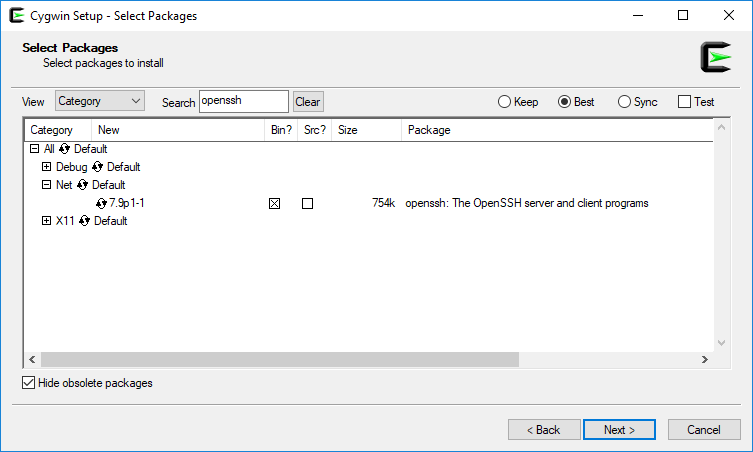 Cygwin Setup - Select Packages
Select Packages
Select packages to install
View Category Search openssh Clear Keep Best Sync Test
Category New Bin? Src? Size Package
All Default
Debug Default
Net Default
7.9p1-1 754k openssh: The OpenSSH server and client programs
X11 Default
Hide obsolete packages
< Back Next > Cancel